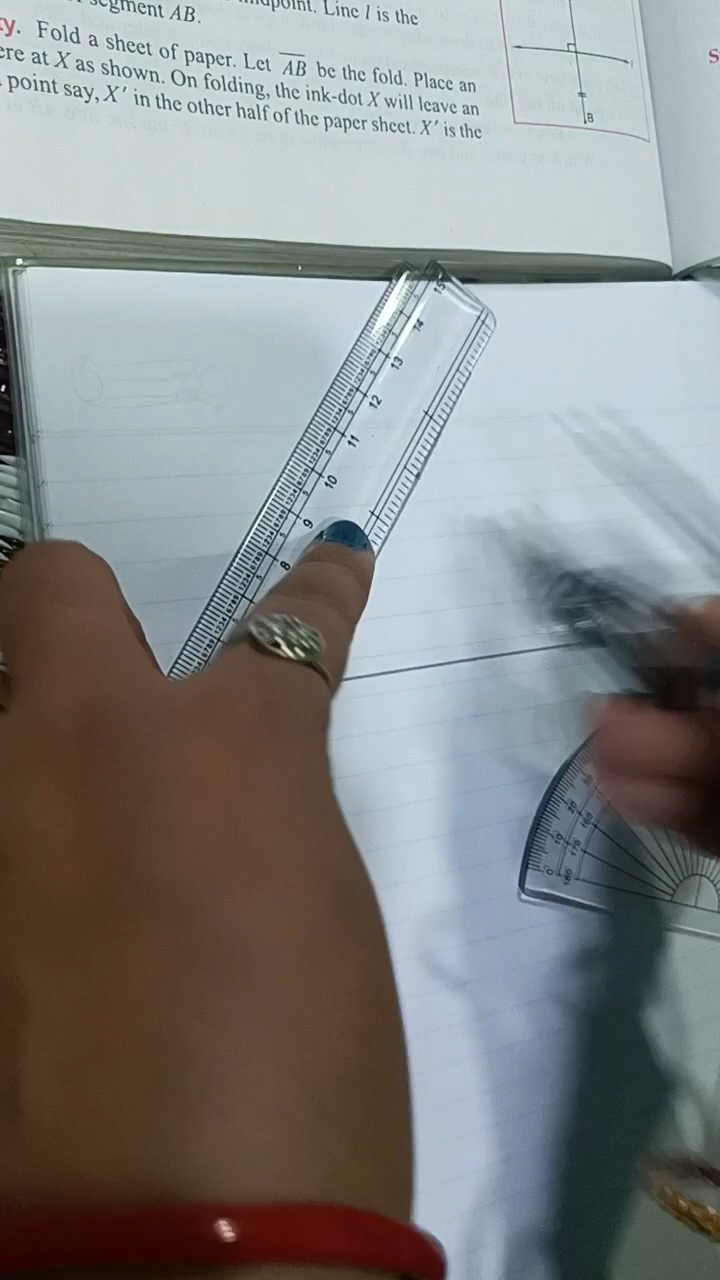 segment AB.
midpoint. Line l is the
y. Fold a sheet of paper. Let AB be the fold. Place an
ere at X as shown. On folding, the ink-dot X will leave an
point say, X′ in the other half of the paper sheet. X′ is the
B
S
15
14
13
12
11
10
9
8